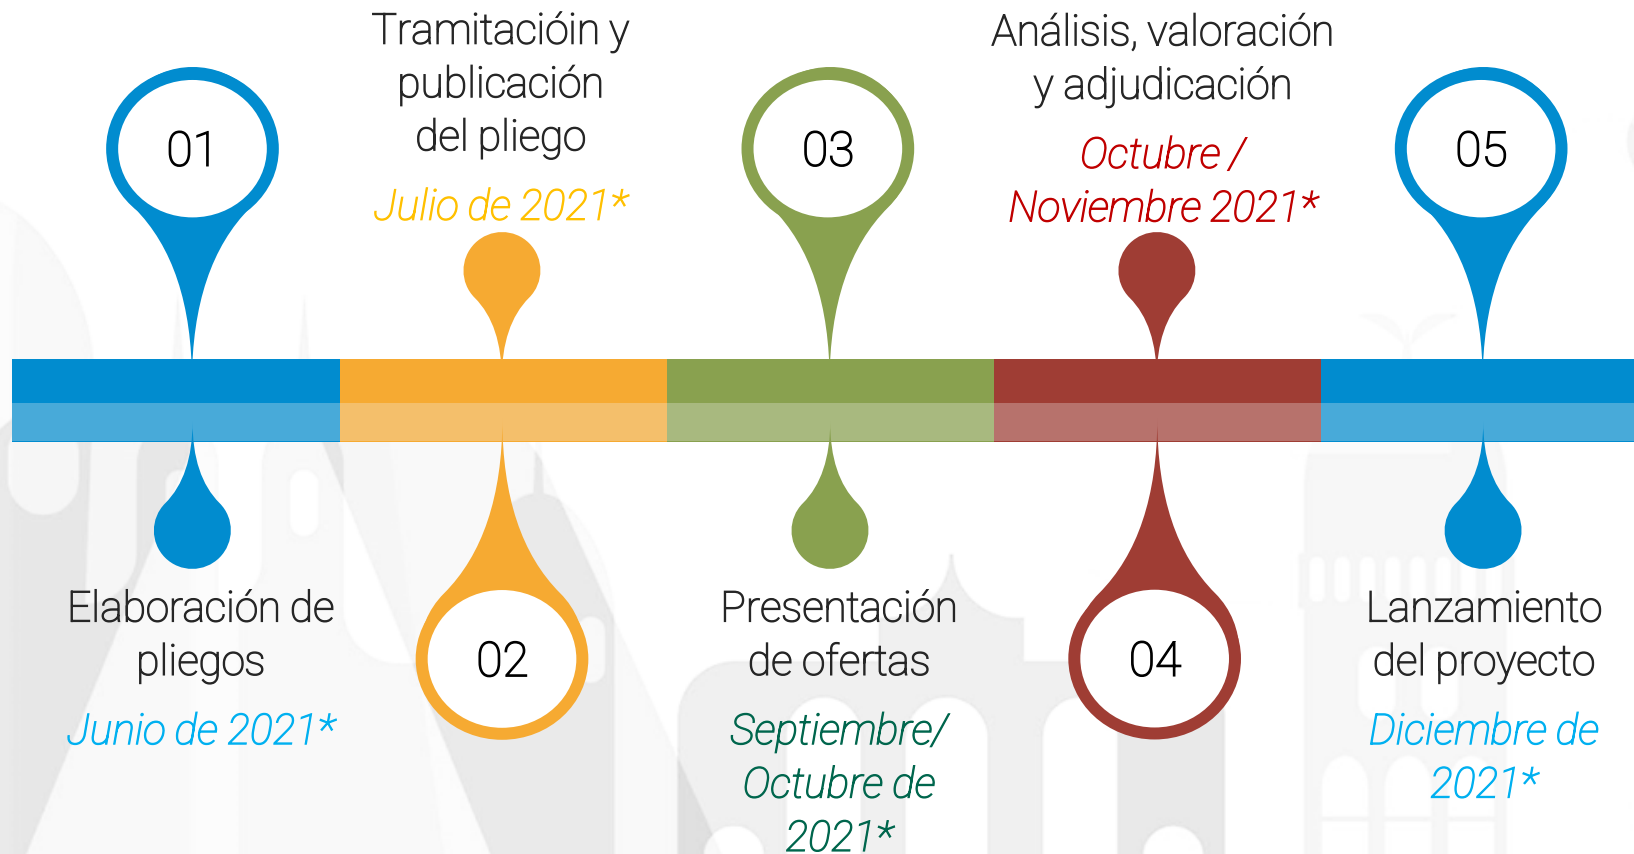 01
Elaboración de
pliegos
Junio de 2021*
Tramitacióin y
publicación
del pliego
Julio de 2021*
02
03
Presentación
de ofertas
Septiembre/
Octubre de
2021*
Análisis, valoración
y adjudicación
Octubre /
Noviembre 2021*
04
05
Lanzamiento
del proyecto
Diciembre de
2021*